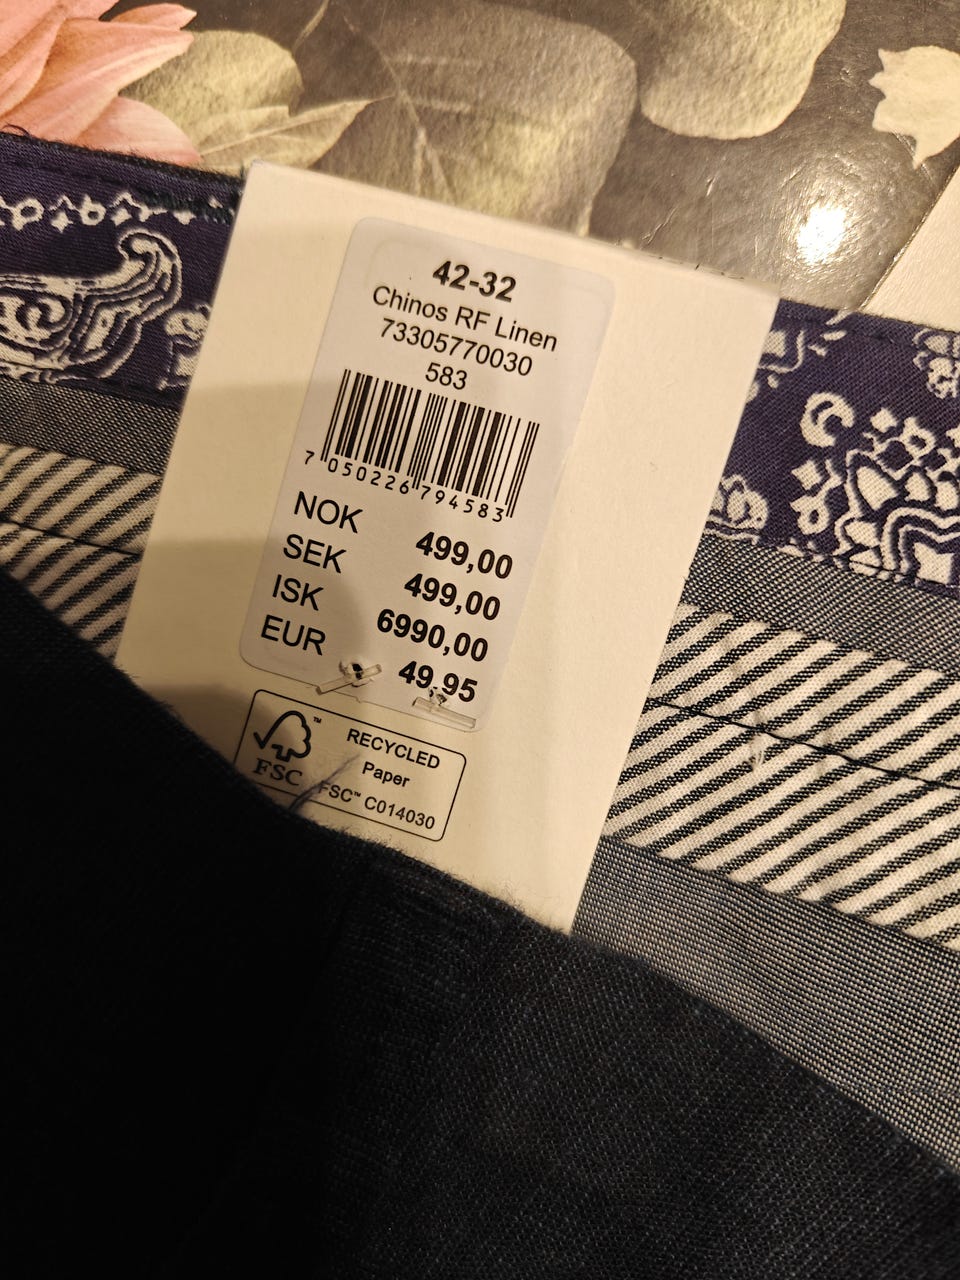 42-32
Chinos RF Linen
73305770030
583
7 050226 794583
NOK 499,00
SEK 499,00
ISK 6990,00
EUR 49.95
FSC™
RECYCLED
Paper
FSC™ C014030